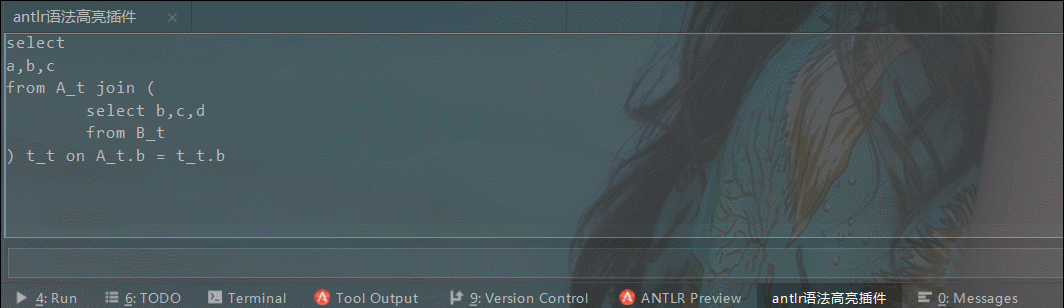 antlr语法高亮插件
select
a,b,c
from A_t join (
        select b,c,d
        from B_t
) t_t on A_t.b = t_t.b
4: Run 6: TODO Terminal Tool Output 9: Version Control ANTLR Preview antlr语法高亮插件 0: Messages